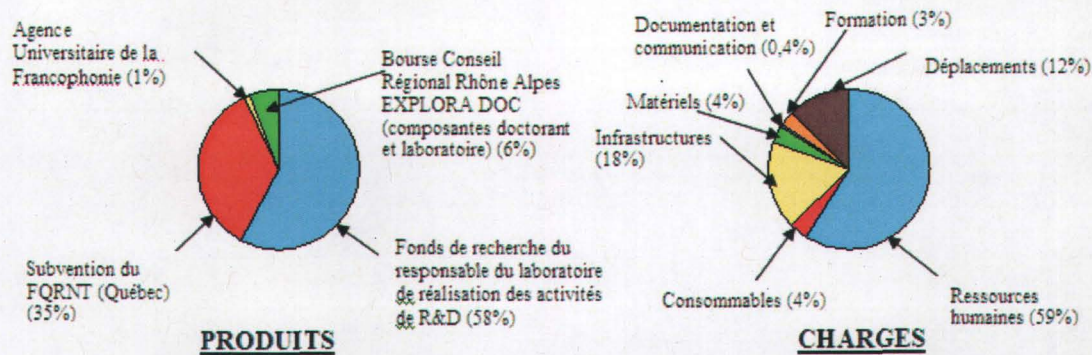 Agence
Universitaire de la
Francophonie (1%)
Bourse Conseil
Régional Rhône Alpes
EXPLORA DOC
(composantes doctorant
et laboratoire) (6%)
Subvention du
FQRNT (Québec)
(35%)
Fonds de recherche du
responsable du laboratoire
de réalisation des activités
de R&D (58%)
PRODUITS
Documentation et
communication (0,4%)
Formation (3%)
Déplacements (12%)
Matériels (4%)
Infrastructures
(18%)
Consommables (4%)
Ressources
humaines (59%)
CHARGES